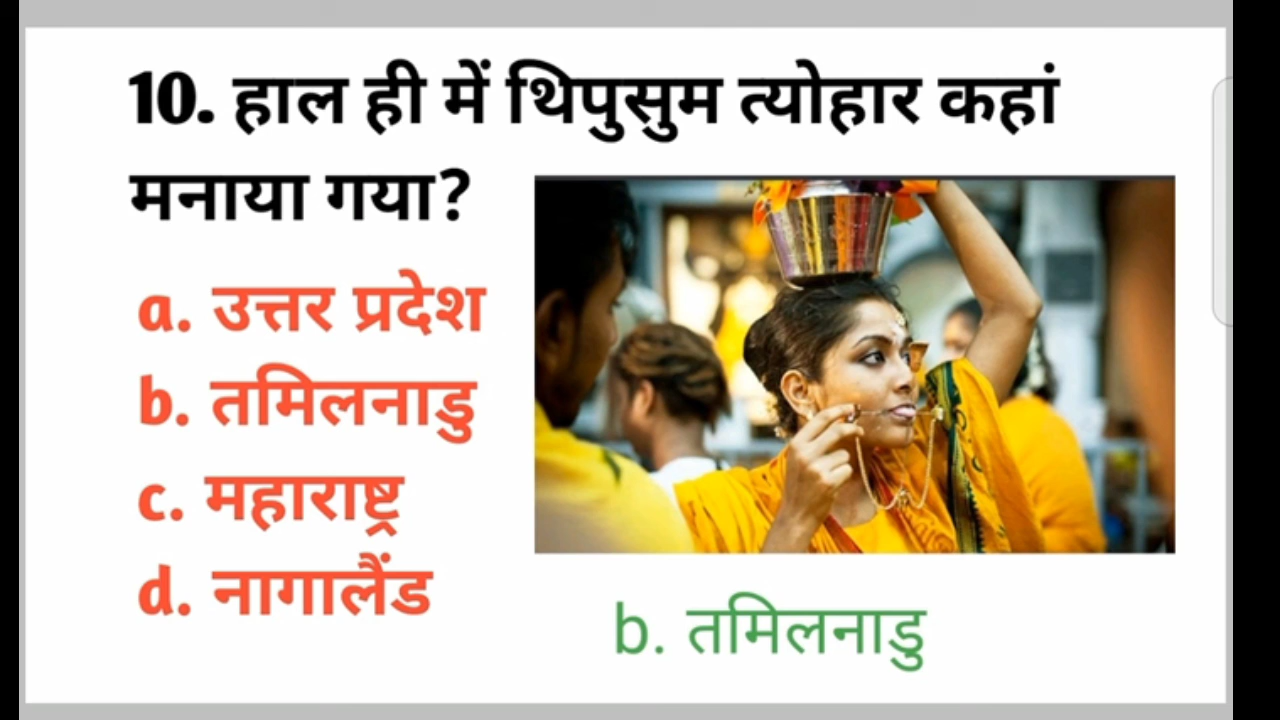 10. हाल ही में थिपुसुम त्योहार कहां
मनाया गया?
a. उत्तर प्रदेश
b. तमिलनाडु
c. महाराष्ट्र
d. नागालैंड
b. तमिलनाडु